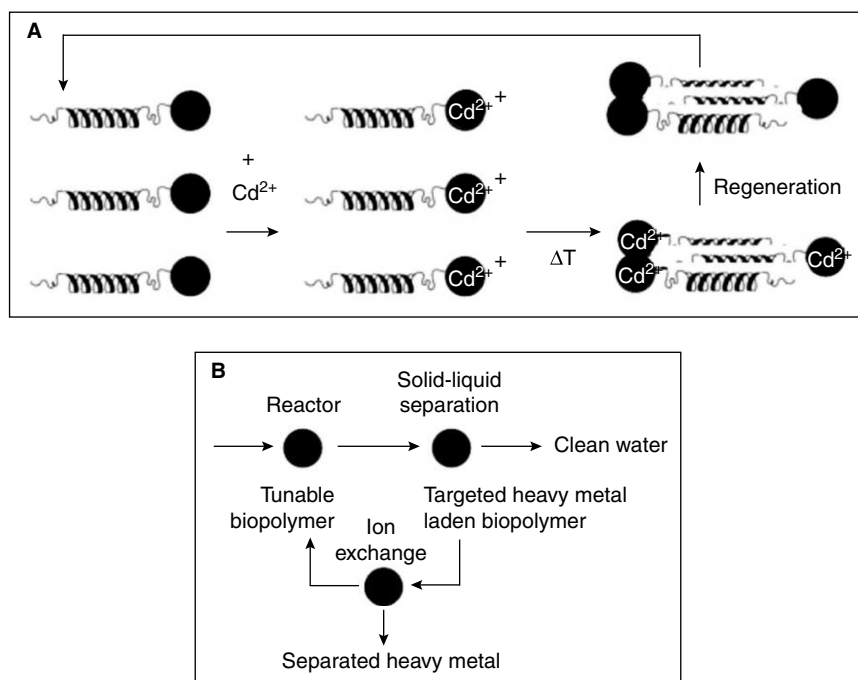 A
+
Cd²⁺
Cd²⁺ +
Cd²⁺ +
Cd²⁺ +
ΔT
Cd²⁺
Cd²⁺
Cd²⁺
Regeneration
B
Reactor
Solid-liquid
separation
Clean water
Tunable
biopolymer
Targeted heavy metal
laden biopolymer
Ion
exchange
Separated heavy metal